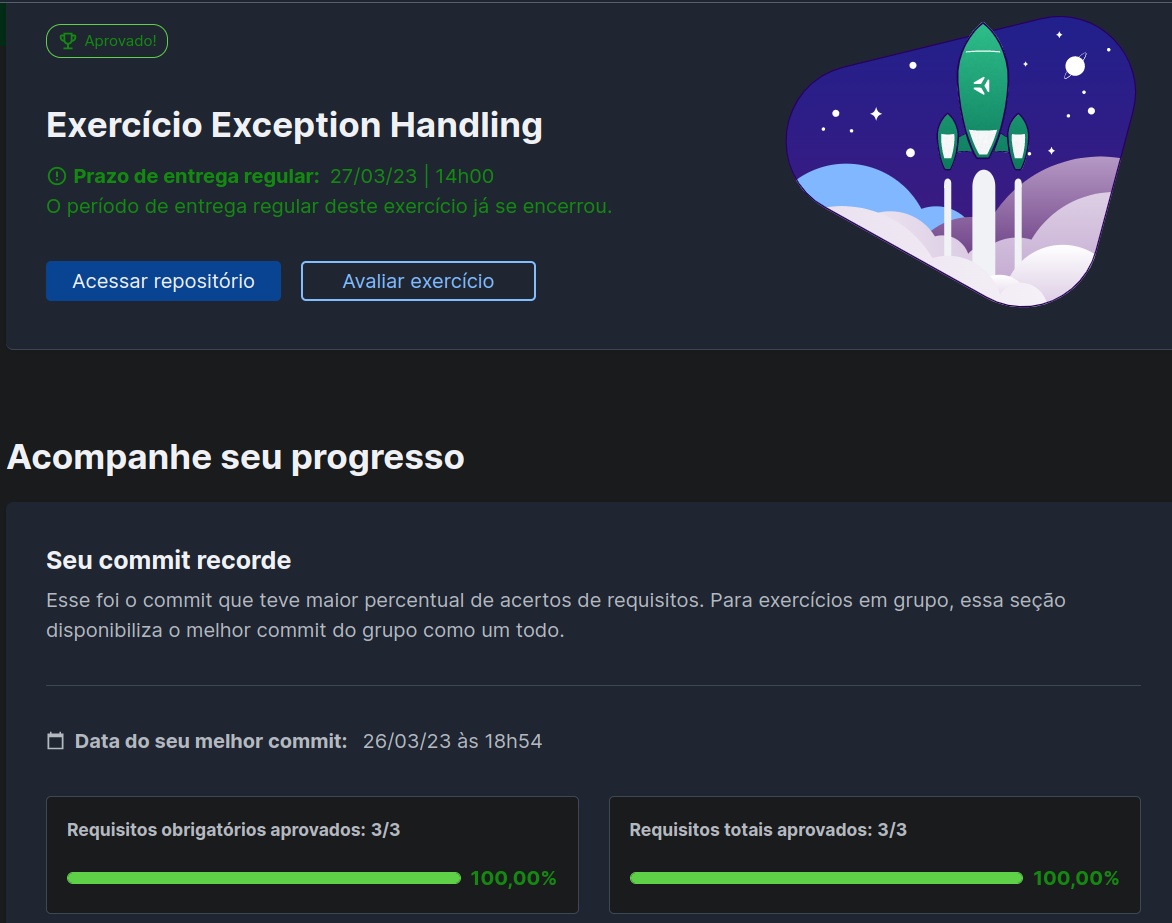 Aprovado!
Exercício Exception Handling
Prazo de entrega regular: 27/03/23 | 14h00
O período de entrega regular deste exercício já se encerrou.
Acessar repositório Avaliar exercício
Acompanhe seu progresso
Seu commit recorde
Esse foi o commit que teve maior percentual de acertos de requisitos. Para exercícios em grupo, essa seção
disponibiliza o melhor commit do grupo como um todo.
Data do seu melhor commit: 26/03/23 às 18h54
Requisitos obrigatórios aprovados: 3/3
100,00%
Requisitos totais aprovados: 3/3
100,00%